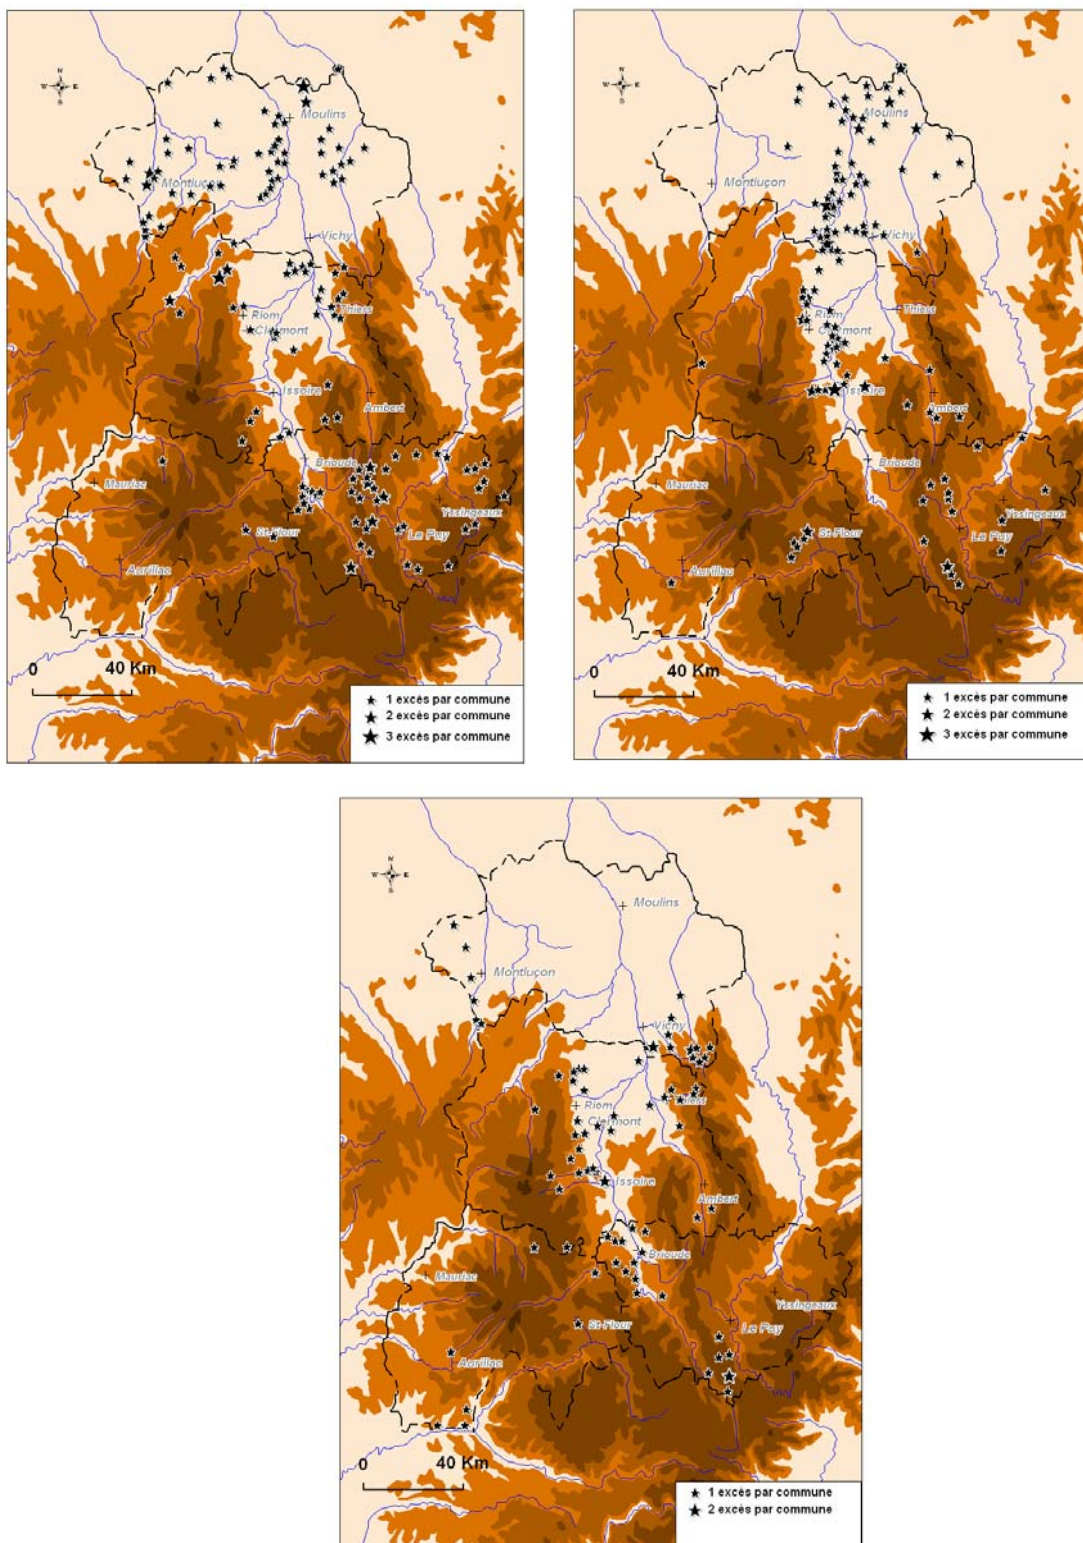 N
W E
S
Moulins
Montluçon
Vichy
Riom
Thiers
Clermont
Issoire
Ambert
Brioude
Mauriac
Yssingeaux
St-Flour
Le Puy
Aurillac
0 40 Km
1 excès par commune
2 excès par commune
3 excès par commune
N
W E
S
Moulins
Montluçon
Vichy
Riom
Thiers
Clermont
Issoire
Ambert
Brioude
Mauriac
Yssingeaux
St-Flour
Le Puy
Aurillac
0 40 Km
1 excès par commune
2 excès par commune
3 excès par commune
N
W E
S
Moulins
Montluçon
Vichy
Riom
Thiers
Clermont
Issoire
Ambert
Brioude
Mauriac
Yssingeaux
St-Flour
Le Puy
Aurillac
0 40 Km
1 excès par commune
2 excès par commune